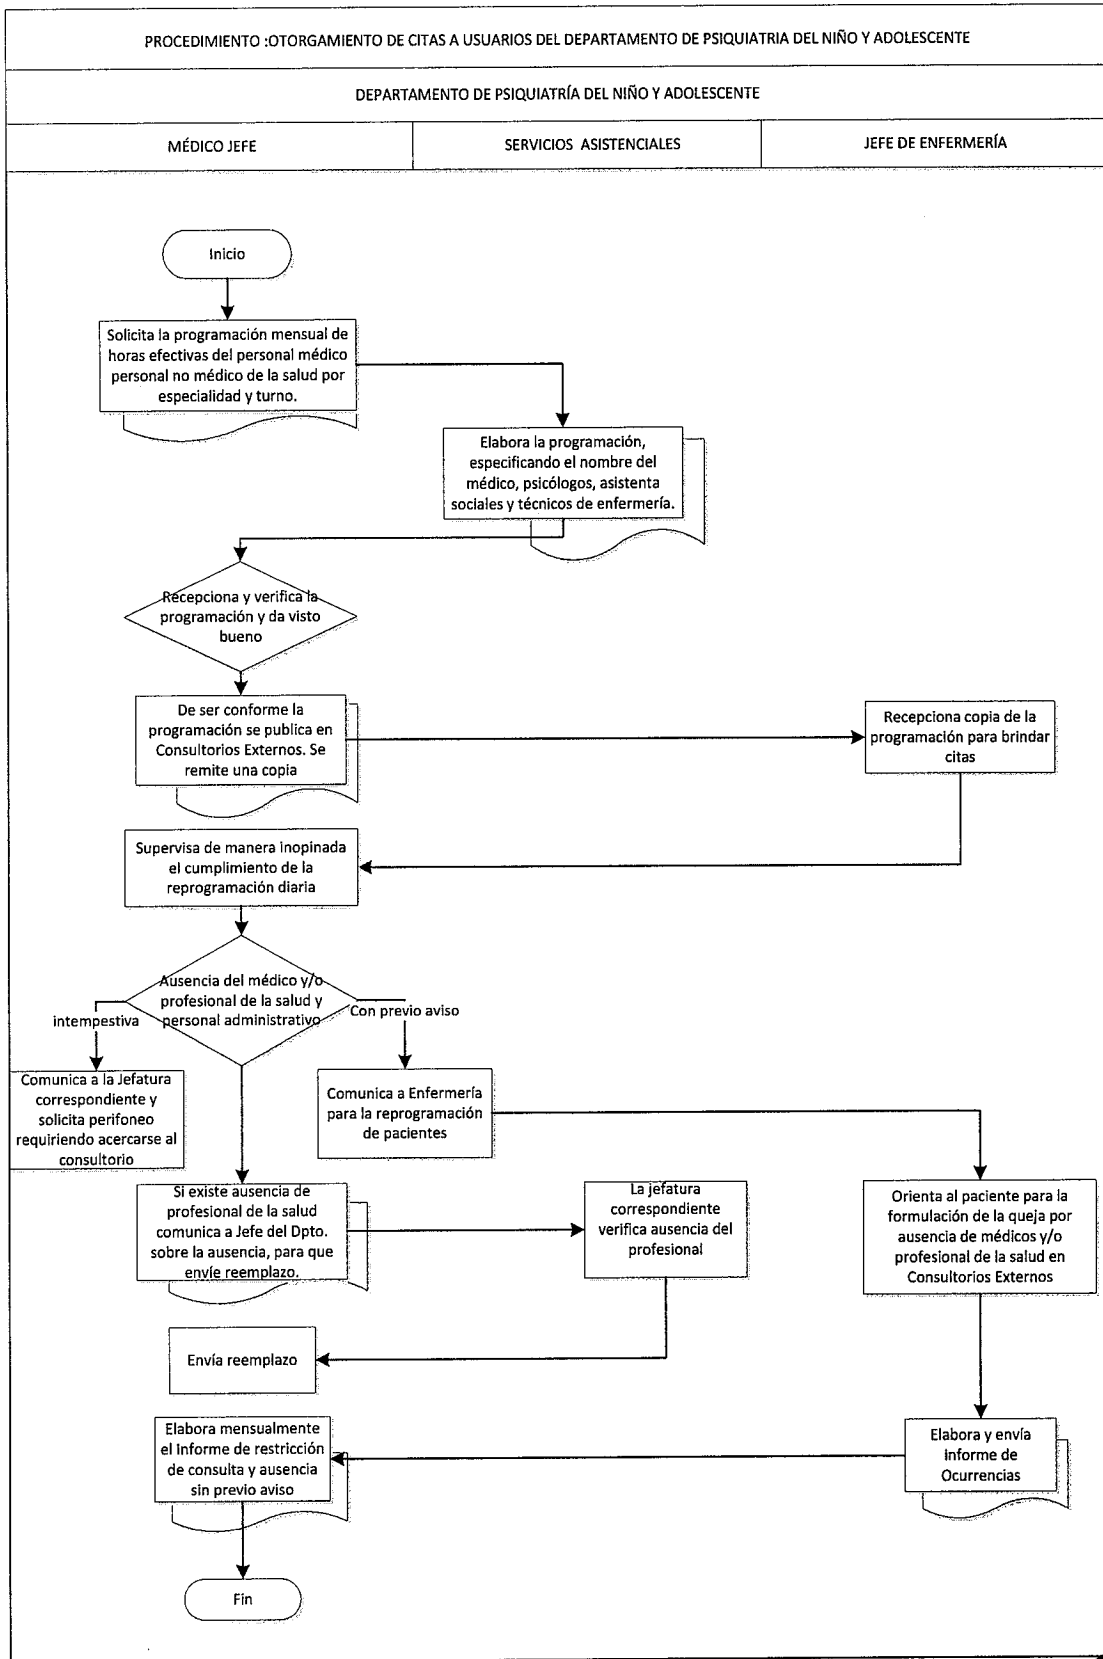 PROCEDIMIENTO :OTORGAMIENTO DE CITAS A USUARIOS DEL DEPARTAMENTO DE PSIQUIATRIA DEL NIÑO Y ADOLESCENTE
DEPARTAMENTO DE PSIQUIATRÍA DEL NIÑO Y ADOLESCENTE
MÉDICO JEFE
SERVICIOS ASISTENCIALES
JEFE DE ENFERMERÍA
Inicio
Solicita la programación mensual de
horas efectivas del personal médico
personal no médico de la salud por
especialidad y turno.
Elabora la programación,
especificando el nombre del
médico, psicólogos, asistenta
sociales y técnicos de enfermería.
Recepciona y verifica la
programación y da visto
bueno
De ser conforme la
programación se publica en
Consultorios Externos. Se
remite una copia
Recepciona copia de la
programación para brindar
citas
Supervisa de manera inopinada
el cumplimiento de la
reprogramación diaria
Ausencia del médico y/o
profesional de la salud y
personal administrativo
intempestiva
Con previo aviso
Comunica a la Jefatura
correspondiente y
solicita perifoneo
requiriendo acercarse al
consultorio
Comunica a Enfermería
para la reprogramación
de pacientes
Si existe ausencia de
profesional de la salud
comunica a Jefe del Dpto.
sobre la ausencia, para que
envíe reemplazo.
La jefatura
correspondiente
verifica ausencia del
profesional
Orienta al paciente para la
formulación de la queja por
ausencia de médicos y/o
profesional de la salud en
Consultorios Externos
Envía reemplazo
Elabora mensualmente
el Informe de restricción
de consulta y ausencia
sin previo aviso
Elabora y envía
Informe de
Ocurrencias
Fin